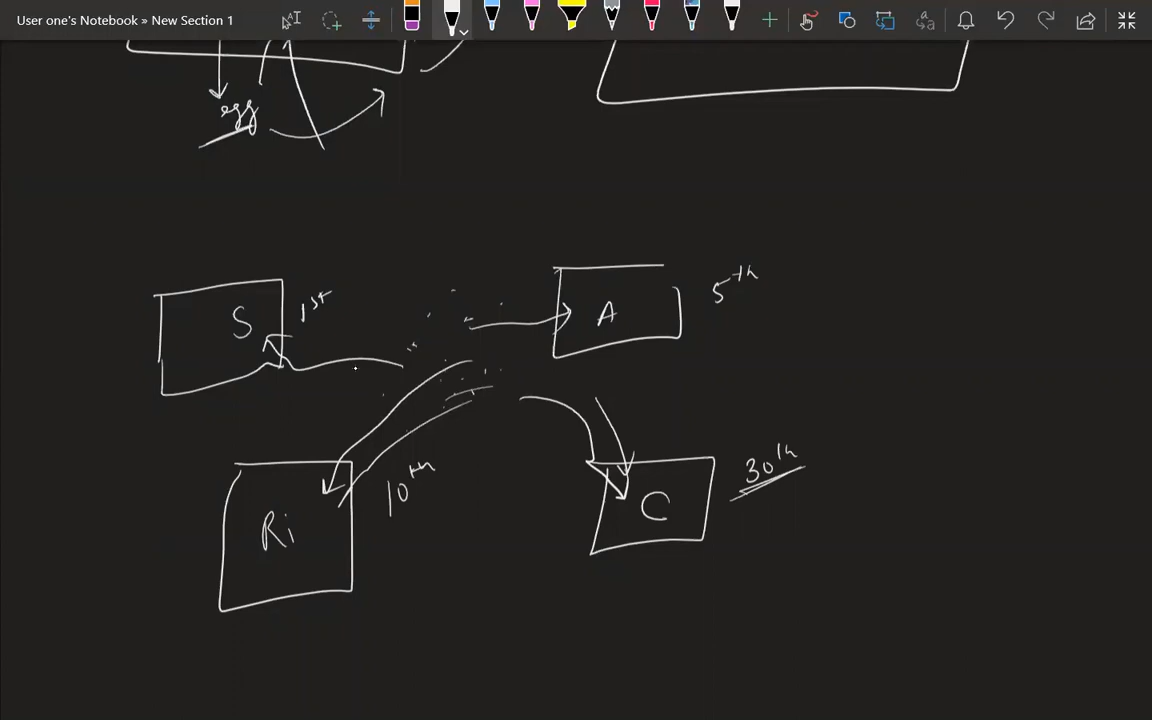 User one's Notebook » New Section 1
egg
S
1st
A
5th
Ri
10th
C
30th